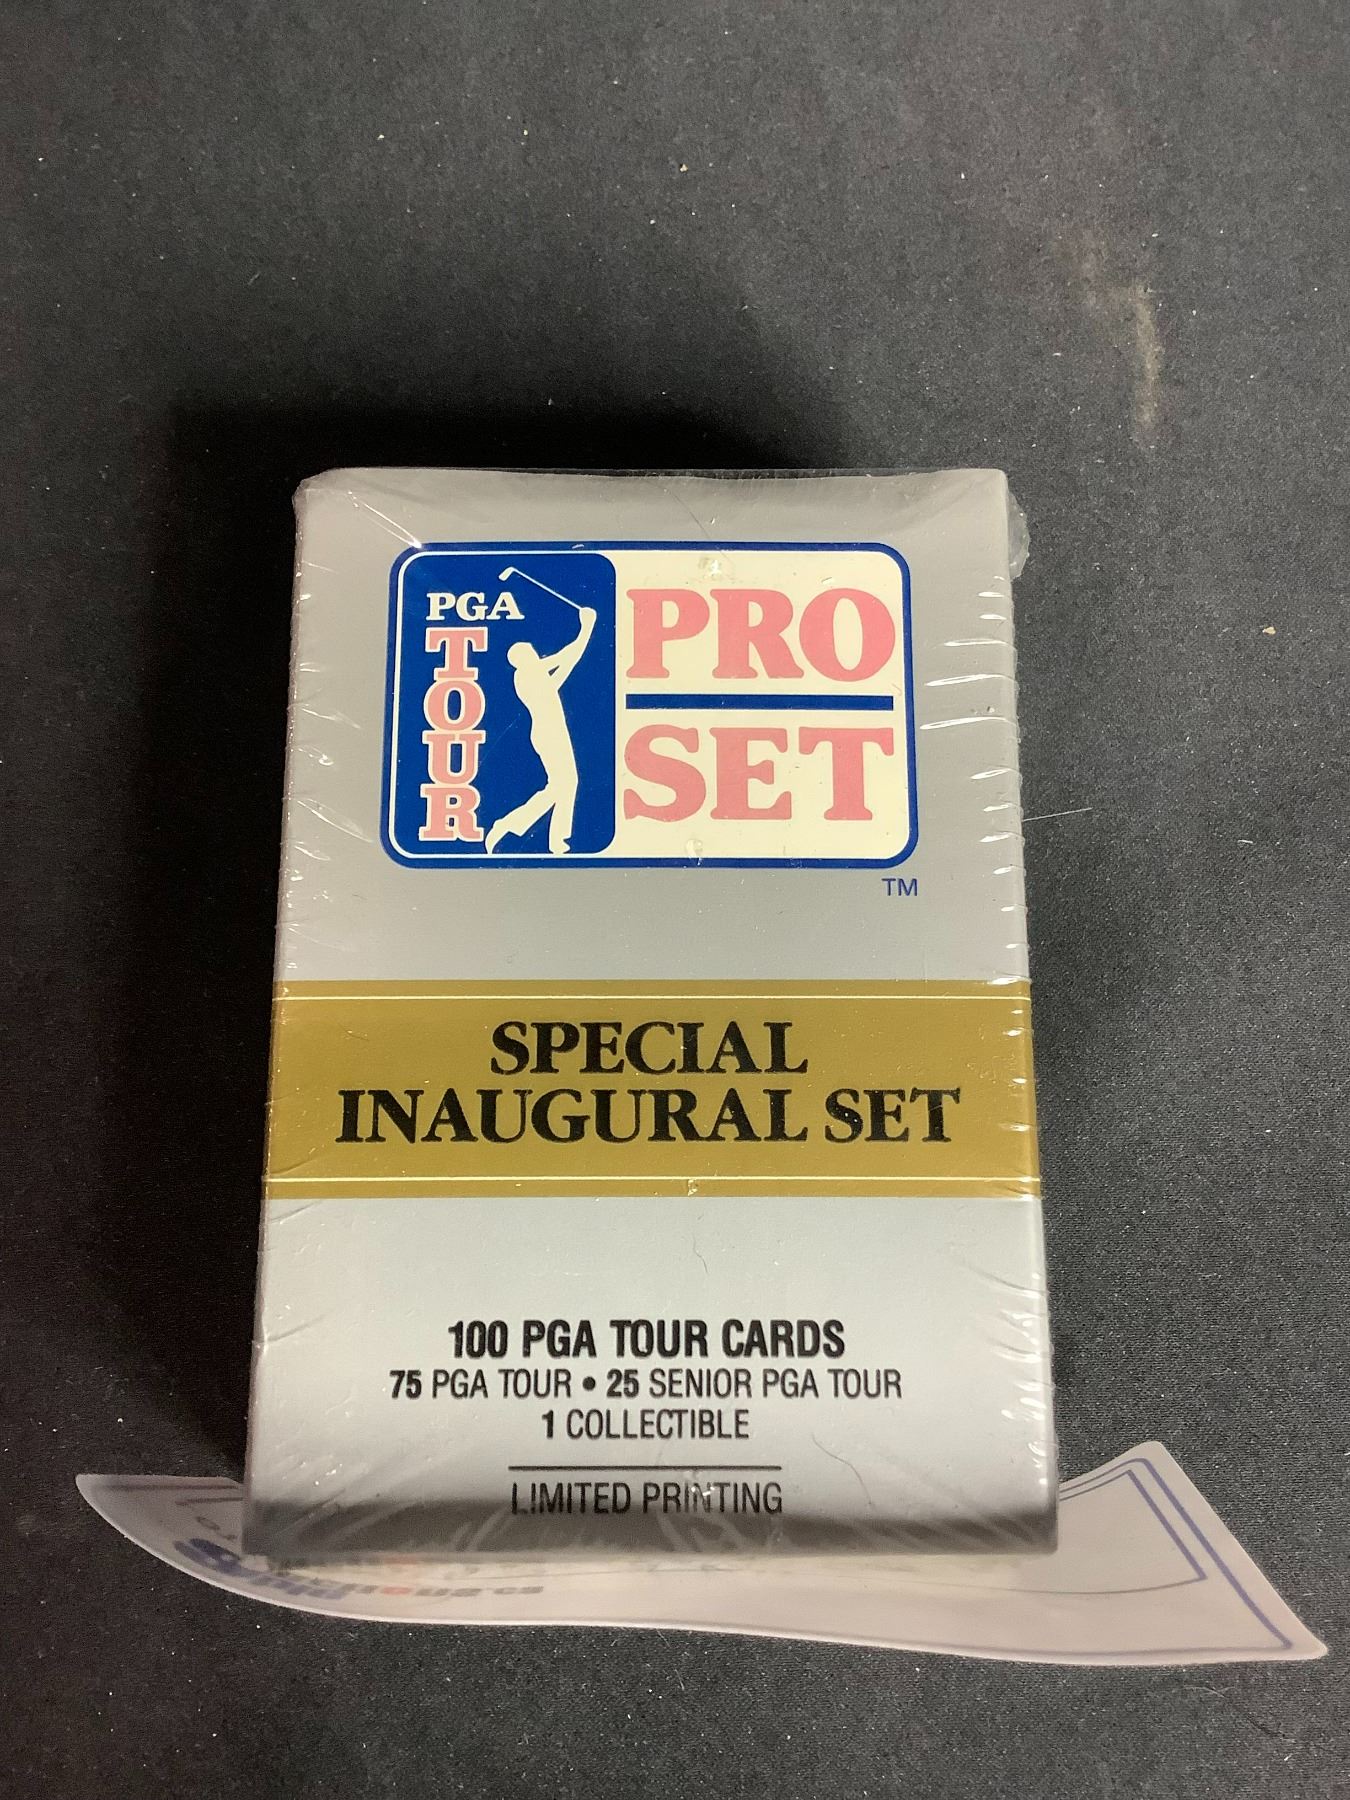 PGA
TOUR
PRO
SET
TM
SPECIAL
INAUGURAL SET
100 PGA TOUR CARDS
75 PGA TOUR • 25 SENIOR PGA TOUR
1 COLLECTIBLE
LIMITED PRINTING